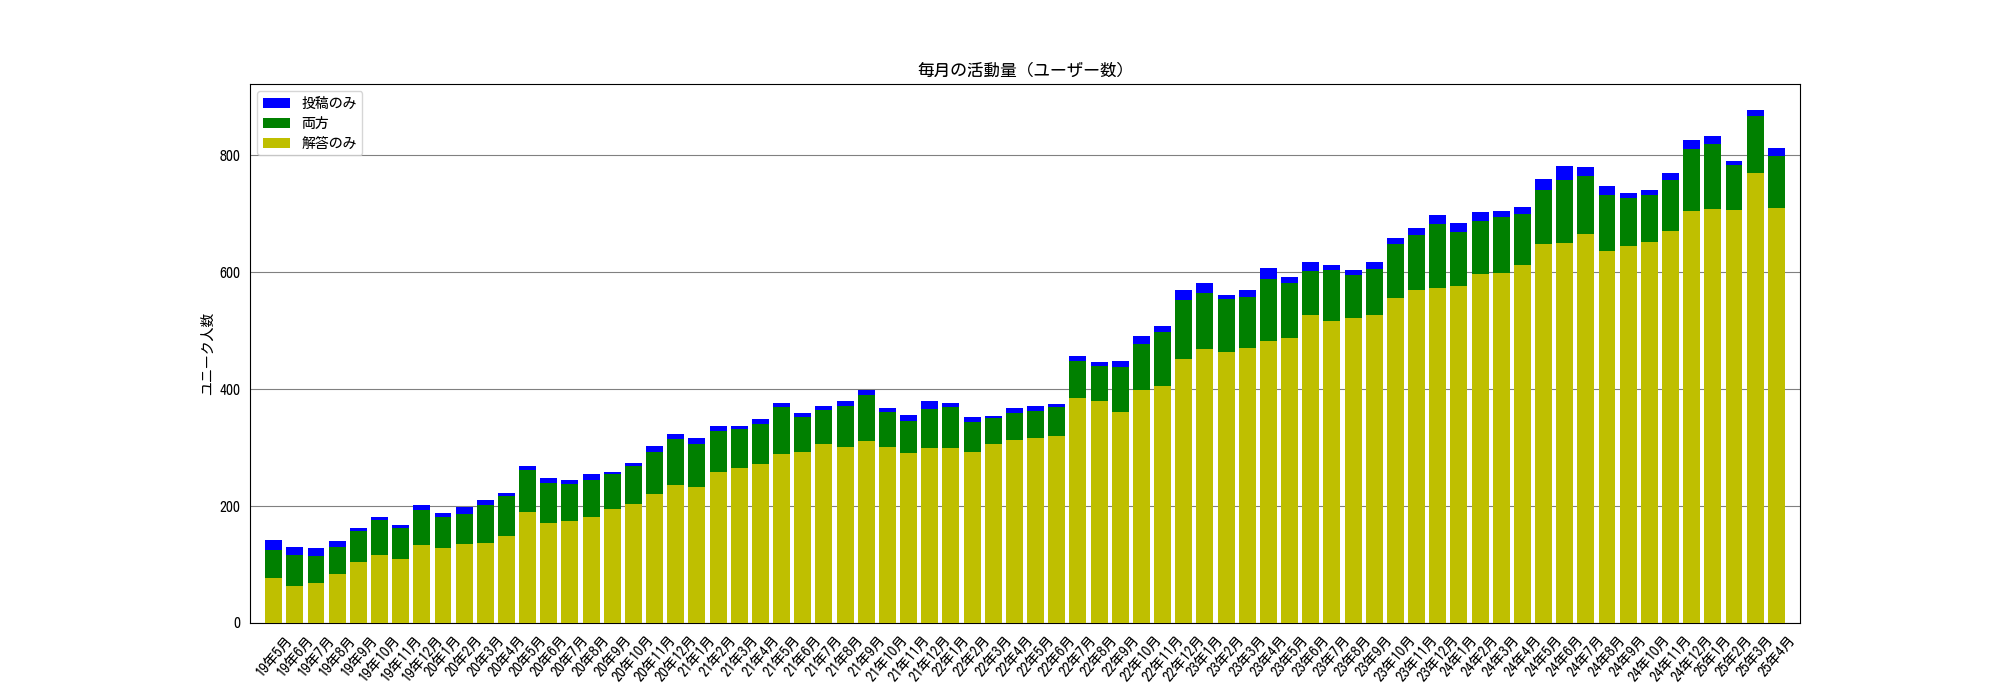 毎月の活動量（ユーザー数）
投稿のみ
両方
解答のみ
800
600
400
200
0
ユニーク人数
19年5月
19年6月
19年7月
19年8月
19年9月
19年10月
19年11月
19年12月
20年1月
20年2月
20年3月
20年4月
20年5月
20年6月
20年7月
20年8月
20年9月
20年10月
20年11月
20年12月
21年1月
21年2月
21年3月
21年4月
21年5月
21年6月
21年7月
21年8月
21年9月
21年10月
21年11月
21年12月
22年1月
22年2月
22年3月
22年4月
22年5月
22年6月
22年7月
22年8月
22年9月
22年10月
22年11月
22年12月
23年1月
23年2月
23年3月
23年4月
23年5月
23年6月
23年7月
23年8月
23年9月
23年10月
23年11月
23年12月
24年1月
24年2月
24年3月
24年4月
24年5月
24年6月
24年7月
24年8月
24年9月
24年10月
24年11月
24年12月
25年1月
25年2月
25年3月
25年4月